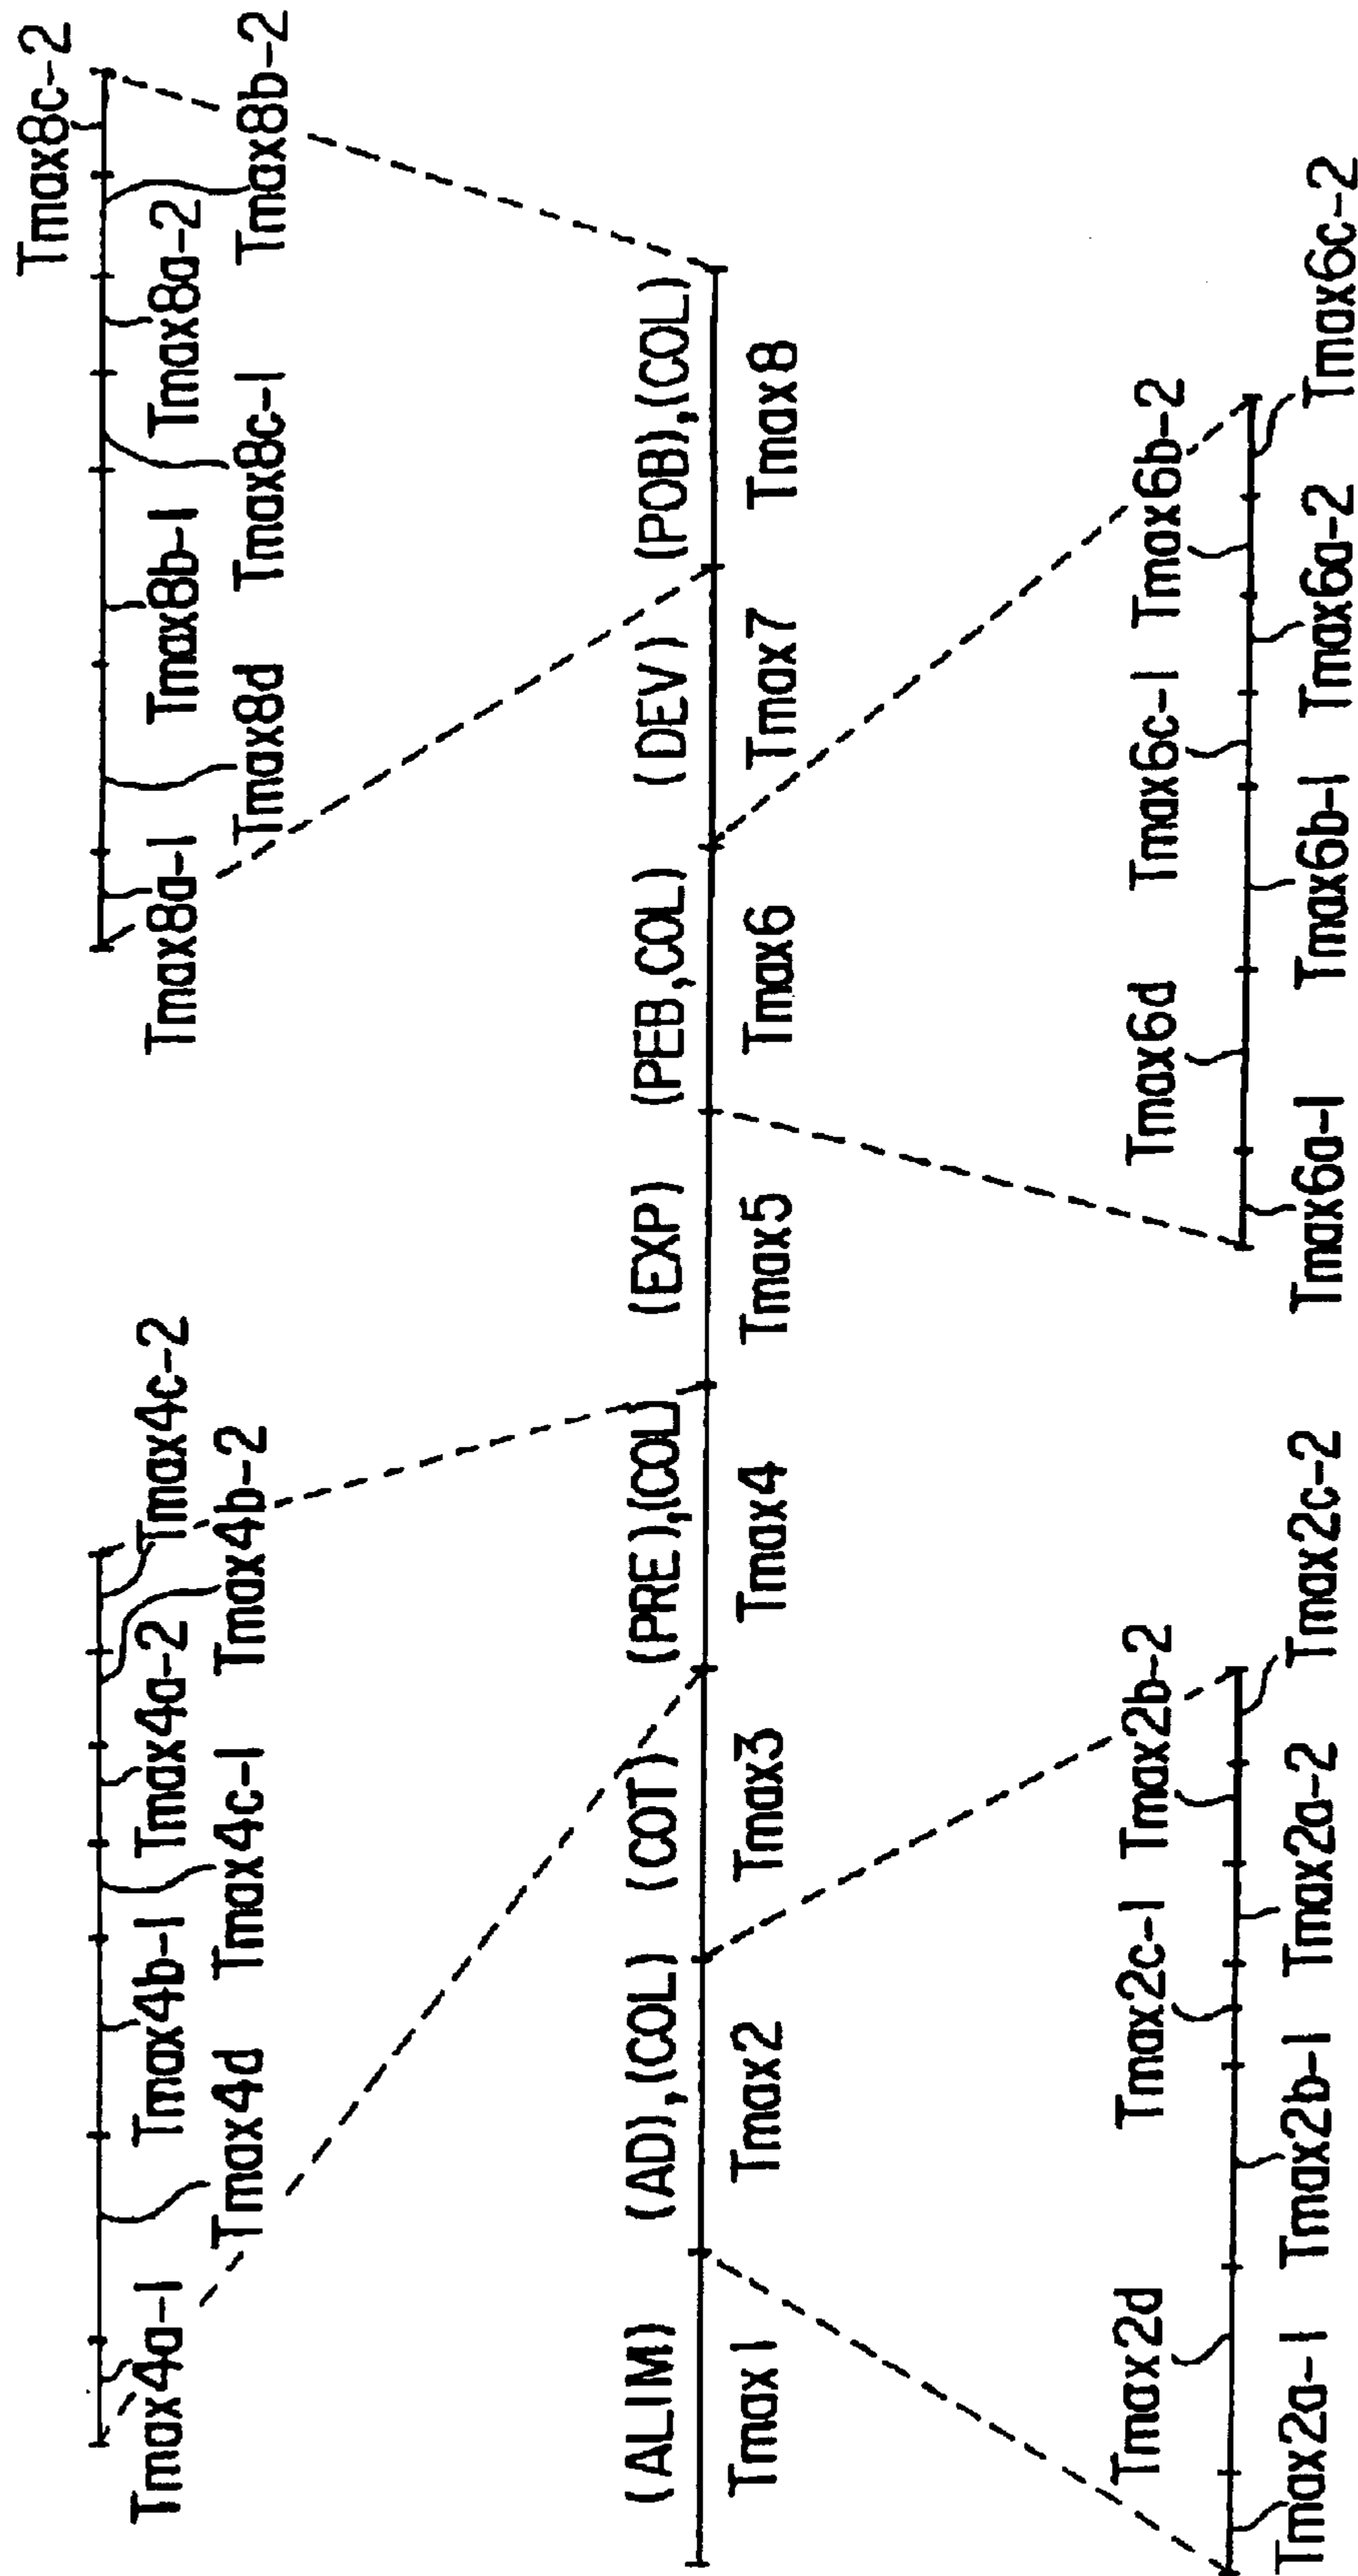 Tmax4a-1
Tmax4d
Tmax4b-1
Tmax4c-1
Tmax4a-2
Tmax4b-2
Tmax4c-2
Tmax8a-1
Tmax8d
Tmax8b-1
Tmax8c-1
Tmax8a-2
Tmax8b-2
Tmax8c-2
(ALIM) (AD),(COL) (COT) (PRE),(COL) (EXP) (PEB,COL) (DEV) (POB),(COL)
Tmax1 Tmax2 Tmax3 Tmax4 Tmax5 Tmax6 Tmax7 Tmax8
Tmax2d Tmax2c-1 Tmax2b-2
Tmax2a-1 Tmax2b-1 Tmax2a-2 Tmax2c-2
Tmax6d Tmax6c-1 Tmax6b-2
Tmax6a-1 Tmax6b-1 Tmax6a-2 Tmax6c-2